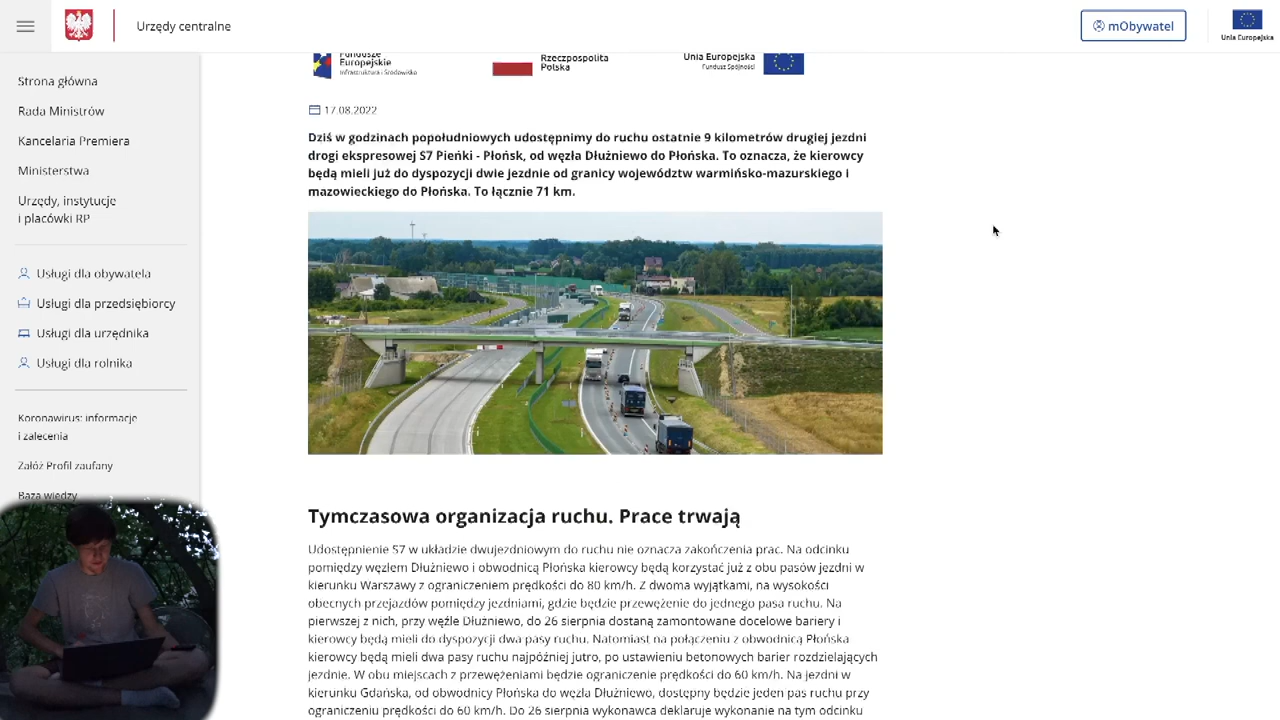 Urzędy centralne
mObywatel
Unia Europejska
Strona główna
Rada Ministrów
Kancelaria Premiera
Ministerstwa
Urzędy, instytucje
i placówki RP
Usługi dla obywatela
Usługi dla przedsiębiorcy
Usługi dla urzędnika
Usługi dla rolnika
Koronawirus: informacje
i zalecenia
Załóż Profil zaufany
Baza wiedzy
Fundusze
Europejskie
Infrastruktura i Środowisko
Rzeczpospolita
Polska
Unia Europejska
Fundusz Spójności
17.08.2022
Dziś w godzinach popołudniowych udostępnimy do ruchu ostatnie 9 kilometrów drugiej jezdni
drogi ekspresowej S7 Pieńki - Płońsk, od węzła Dłużniewo do Płońska. To oznacza, że kierowcy
będą mieli już do dyspozycji dwie jezdnie od granicy województw warmińsko-mazurskiego i
mazowieckiego do Płońska. To łącznie 71 km.
Tymczasowa organizacja ruchu. Prace trwają
Udostępnienie S7 w układzie dwujezdniowym do ruchu nie oznacza zakończenia prac. Na odcinku
pomiędzy węzłem Dłużniewo i obwodnicą Płońska kierowcy będą korzystać już z obu pasów jezdni w
kierunku Warszawy z ograniczeniem prędkości do 80 km/h. Z dwoma wyjątkami, na wysokości
obecnych przejazdów pomiędzy jezdniami, gdzie będzie przewężenie do jednego pasa ruchu. Na
pierwszej z nich, przy węźle Dłużniewo, do 26 sierpnia dostaną zamontowane docelowe bariery i
kierowcy będą mieli do dyspozycji dwa pasy ruchu. Natomiast na połączeniu z obwodnicą Płońska
kierowcy będą mieli dwa pasy ruchu najpóźniej jutro, po ustawieniu betonowych barier rozdzielających
jezdnie. W obu miejscach z przewężeniami będzie ograniczenie prędkości do 60 km/h. Na jezdni w
kierunku Gdańska, od obwodnicy Płońska do węzła Dłużniewo, dostępny będzie jeden pas ruchu przy
ograniczeniu prędkości do 60 km/h. Do 26 sierpnia wykonawca deklaruje wykonanie na tym odcinku